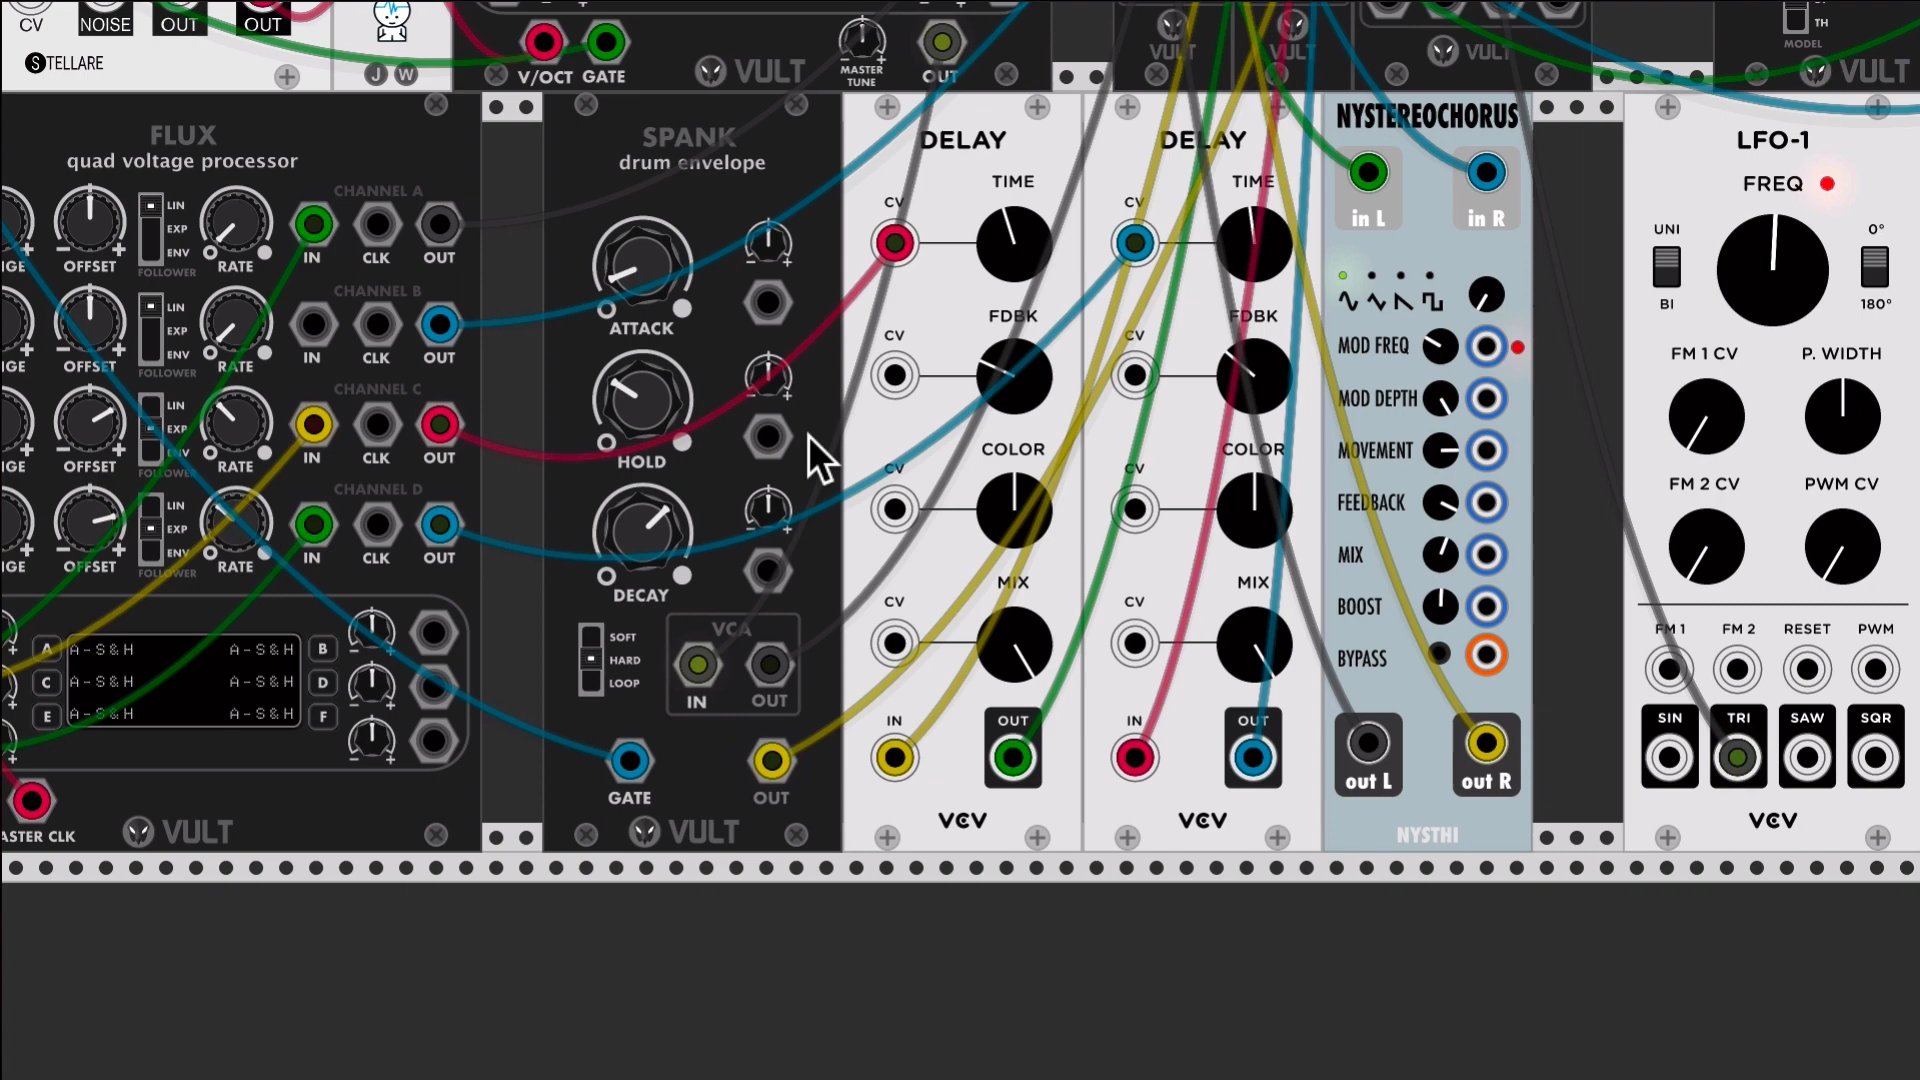 CV
NOISE
OUT
OUT
STELLARE
J W
V/OCT
GATE
VULT
MASTER
TUNE
OUT
VULT
VULT
VULT
TH
MODEL
VULT
FLUX
quad voltage processor
CHANNEL A
OFFSET
LIN
EXP
ENV
FOLLOWER
RATE
IN
CLK
OUT
CHANNEL B
OFFSET
LIN
EXP
ENV
FOLLOWER
RATE
IN
CLK
OUT
CHANNEL C
OFFSET
LIN
EXP
ENV
FOLLOWER
RATE
IN
CLK
OUT
CHANNEL D
OFFSET
LIN
EXP
ENV
FOLLOWER
RATE
IN
CLK
OUT
A
A-S&H
A-S&H
B
C
A-S&H
A-S&H
D
E
A-S&H
A-S&H
F
ASTER CLK
VULT
SPANK
drum envelope
ATTACK
HOLD
DECAY
SOFT
HARD
LOOP
VCA
IN
OUT
GATE
OUT
VULT
DELAY
TIME
CV
FDBK
CV
COLOR
CV
MIX
CV
IN
OUT
VCV
DELAY
TIME
CV
FDBK
CV
COLOR
CV
MIX
CV
IN
OUT
VCV
NYSTEREOCHORUS
in L
in R
MOD FREQ
MOD DEPTH
MOVEMENT
FEEDBACK
MIX
BOOST
BYPASS
out L
out R
NYSTHI
LFO-1
FREQ
UNI
BI
0°
180°
FM 1 CV
P. WIDTH
FM 2 CV
PWM CV
FM 1
FM 2
RESET
PWM
SIN
TRI
SAW
SQR
VCV